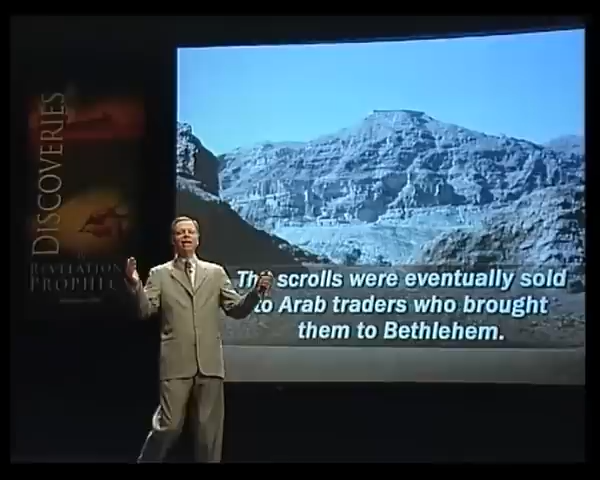 DISCOVERIES
REVELATION
PROPHEC
The scrolls were eventually sold
to Arab traders who brought
them to Bethlehem.